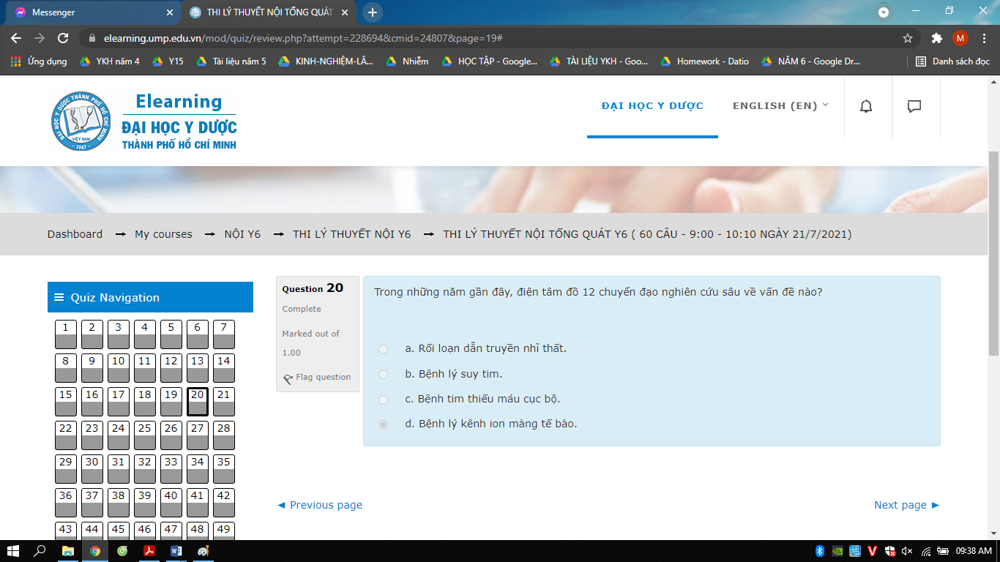 Messenger
THI LÝ THUYẾT NỘI TỔNG QUÁT
elearning.ump.edu.vn/mod/quiz/review.php?attempt=228694&cmid=24807&page=19#
M
Ứng dụng
YKH năm 4
Y15
Tài liệu năm 5
KINH-NGHIỆM-LÂ...
Nhiễm
HỌC TẬP - Google...
TÀI LIỆU YKH - Goo...
Homework - Datio
NĂM 6 - Google Dr...
Danh sách đọc
ĐẠI HỌC Y DƯỢC THÀNH PHỐ HỒ CHÍ MINH
VIỆT NAM
1947
Elearning
ĐẠI HỌC Y DƯỢC
THÀNH PHỐ HỒ CHÍ MINH
ĐẠI HỌC Y DƯỢC
ENGLISH (EN)
Dashboard → My courses → NỘI Y6 → THI LÝ THUYẾT NỘI Y6 → THI LÝ THUYẾT NỘI TỔNG QUÁT Y6 ( 60 CÂU - 9:00 - 10:10 NGÀY 21/7/2021)
Quiz Navigation
1 2 3 4 5 6 7
8 9 10 11 12 13 14
15 16 17 18 19 20 21
22 23 24 25 26 27 28
29 30 31 32 33 34 35
36 37 38 39 40 41 42
43 44 45 46 47 48 49
Question 20
Complete
Marked out of
1.00
Flag question
Trong những năm gần đây, điện tâm đồ 12 chuyển đạo nghiên cứu sâu về vấn đề nào?
a. Rối loạn dẫn truyền nhĩ thất.
b. Bệnh lý suy tim.
c. Bệnh tim thiếu máu cục bộ.
d. Bệnh lý kênh ion màng tế bào.
◄ Previous page
Next page ►
09:38 AM